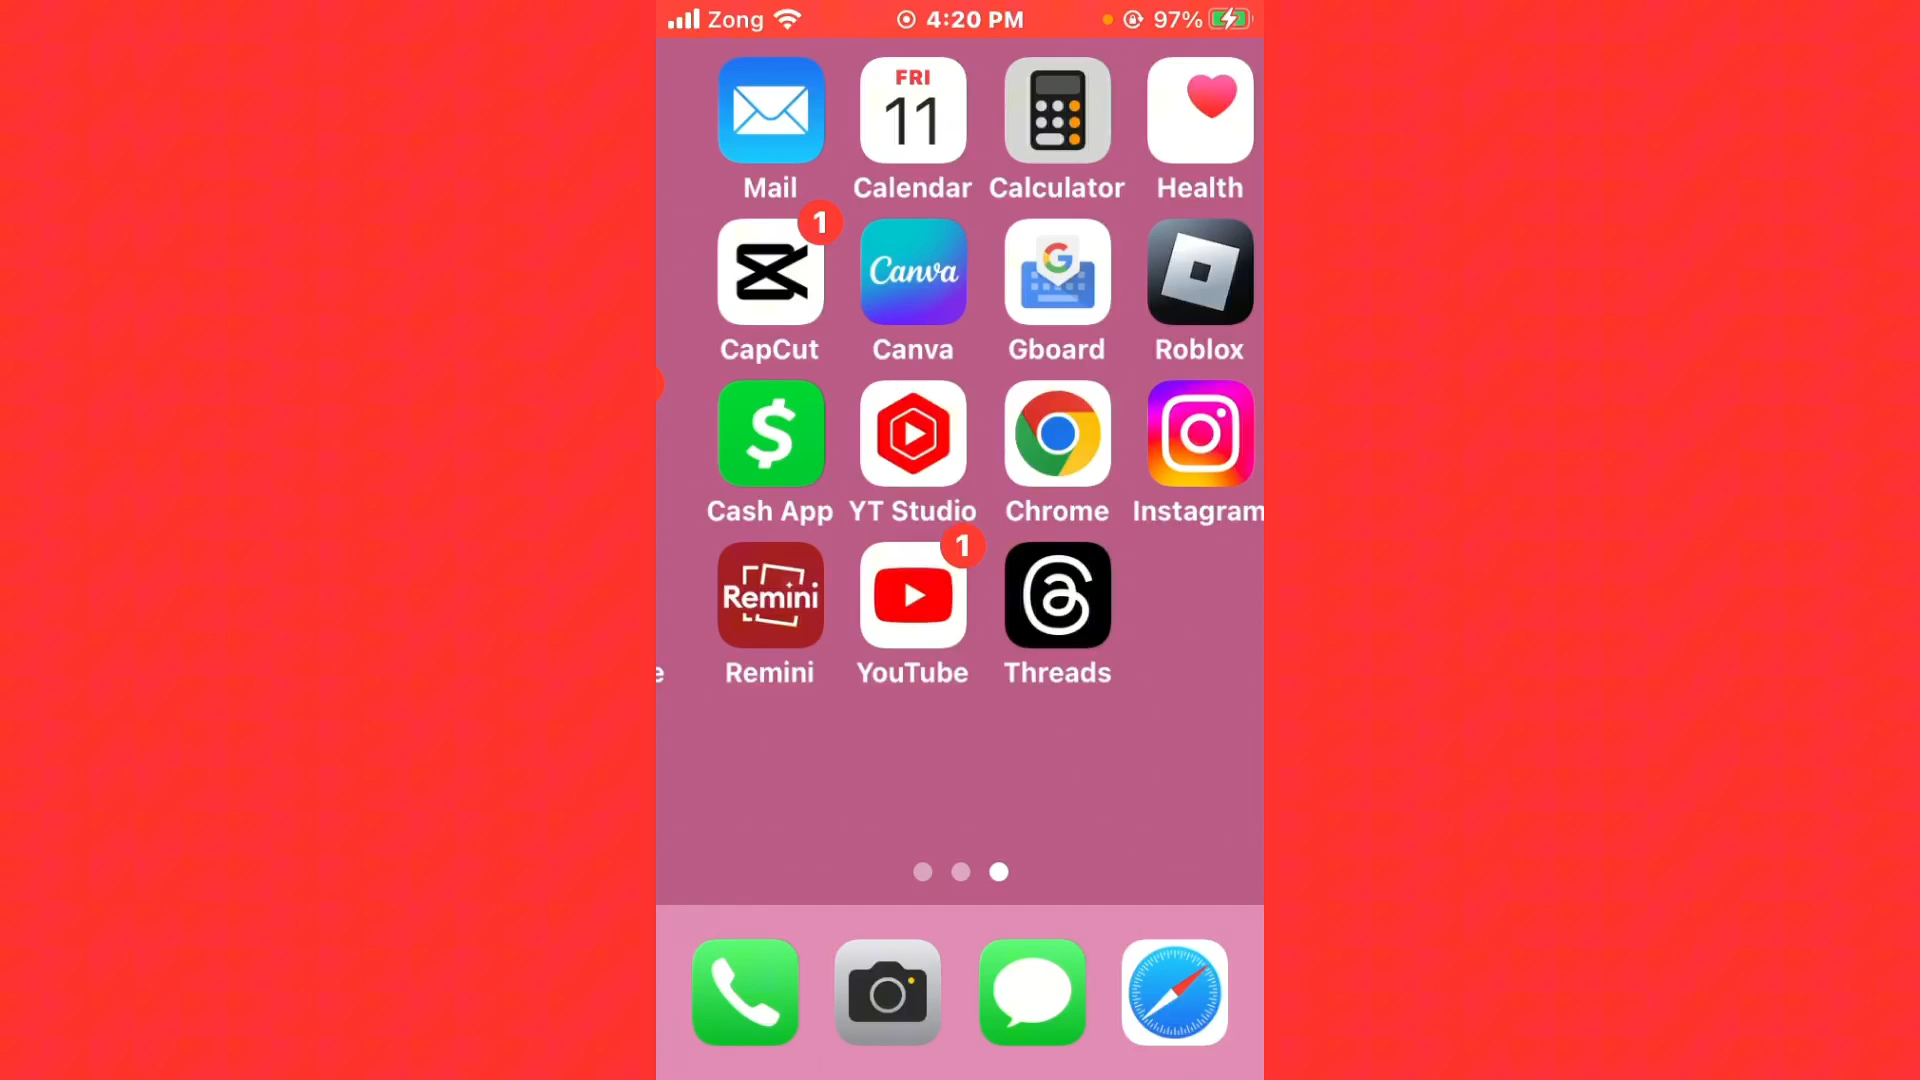 Zong 4:20 PM 97%
FRI
11
Mail Calendar Calculator Health
1
Canva
G
CapCut Canva Gboard Roblox
$
Cash App YT Studio Chrome Instagram
1
Remini
e Remini YouTube Threads